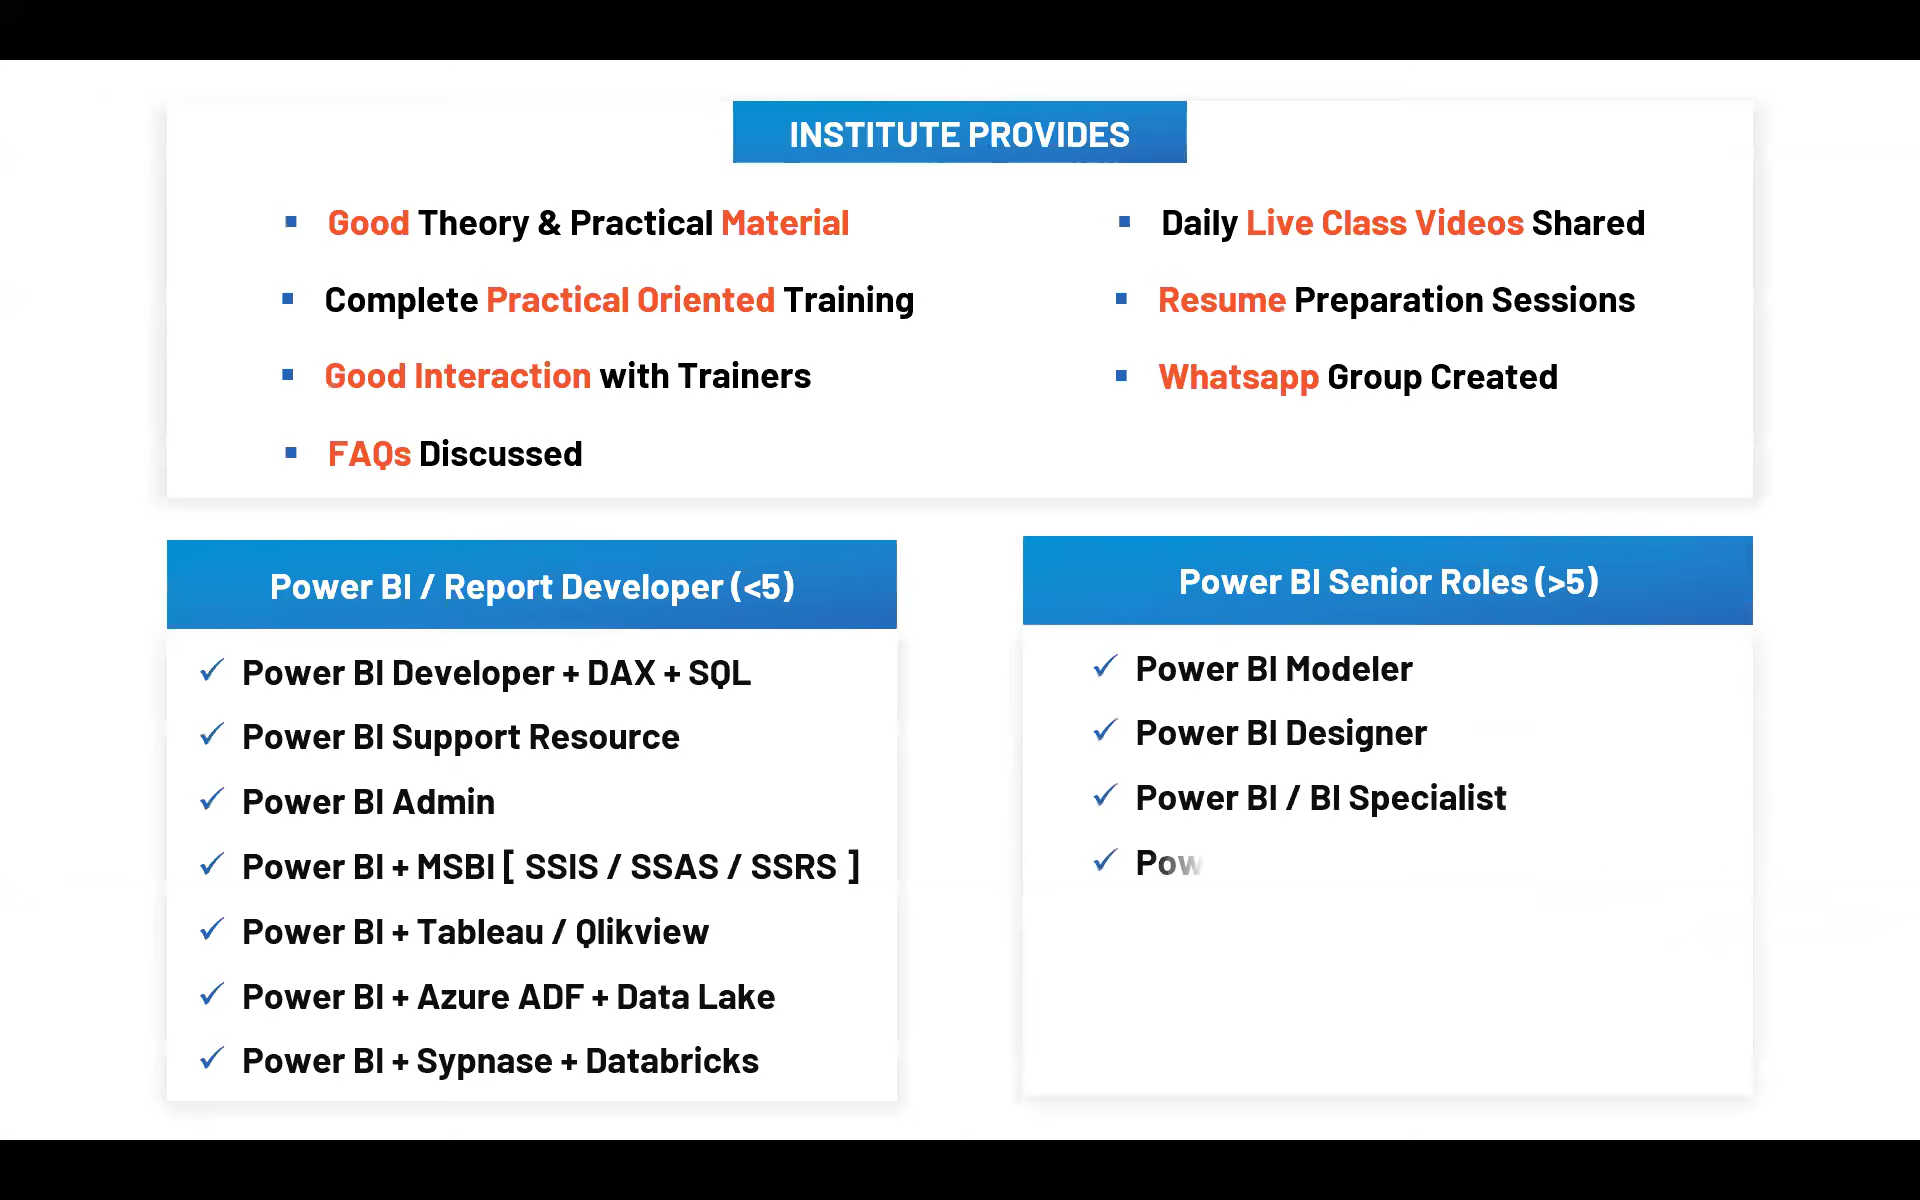 INSTITUTE PROVIDES
Good Theory & Practical Material
Complete Practical Oriented Training
Good Interaction with Trainers
FAQs Discussed
Daily Live Class Videos Shared
Resume Preparation Sessions
Whatsapp Group Created
Power BI / Report Developer (<5)
Power BI Developer + DAX + SQL
Power BI Support Resource
Power BI Admin
Power BI + MSBI [ SSIS / SSAS / SSRS ]
Power BI + Tableau / Qlikview
Power BI + Azure ADF + Data Lake
Power BI + Sypnase + Databricks
Power BI Senior Roles (>5)
Power BI Modeler
Power BI Designer
Power BI / BI Specialist
Pow